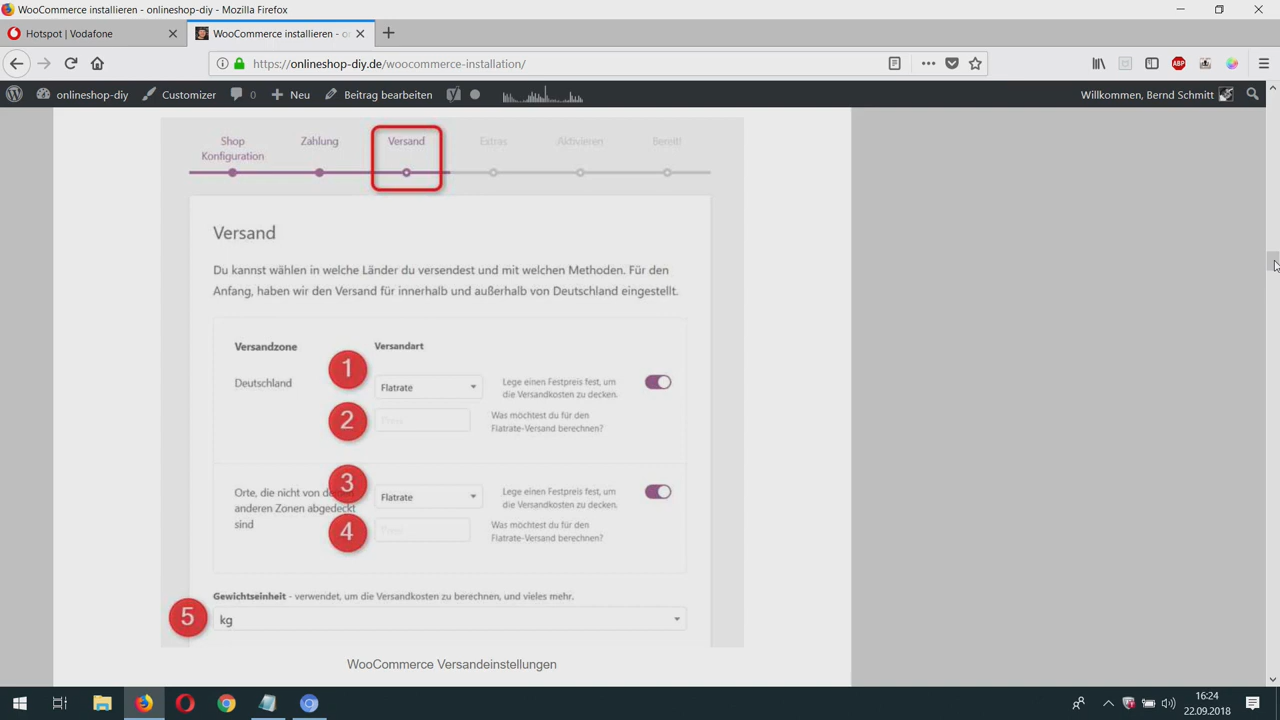 WooCommerce installieren - onlineshop-diy - Mozilla Firefox
Hotspot | Vodafone
WooCommerce installieren - on
https://onlineshop-diy.de/woocommerce-installation/
ABP
onlineshop-diy
Customizer
0
Neu
Beitrag bearbeiten
Willkommen, Bernd Schmitt
Shop
Konfiguration
Zahlung
Versand
Extras
Aktivieren
Bereit!
Versand
Du kannst wählen in welche Länder du versendest und mit welchen Methoden. Für den
Anfang, haben wir den Versand für innerhalb und außerhalb von Deutschland eingestellt.
Versandzone
Versandart
Deutschland
1
Flatrate
Lege einen Festpreis fest, um
die Versandkosten zu decken.
2
Was möchtest du für den
Flatrate-Versand berechnen?
Orte, die nicht von
anderen Zonen abgedeckt
sind
3
Flatrate
Lege einen Festpreis fest, um
die Versandkosten zu decken.
4
Was möchtest du für den
Flatrate-Versand berechnen?
Gewichtseinheit - verwendet, um die Versandkosten zu berechnen, und vieles mehr.
5
kg
WooCommerce Versandeinstellungen
16:24
22.09.2018